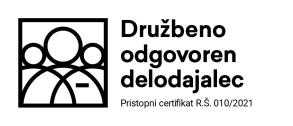 Družbeno
odgovoren
delodajalec
Pristopni certifikat R.Š. 010/2021